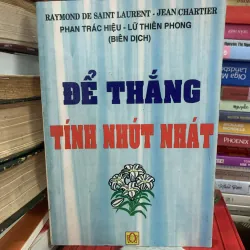 RAYMOND DE SAINT LAURENT - JEAN CHARTIER
PHAN TRÁC HIỆU - LỮ THIÊN PHONG
(BIÊN DỊCH)
ĐỂ THẮNG
TÍNH NHÚT NHÁT
PHOENIX